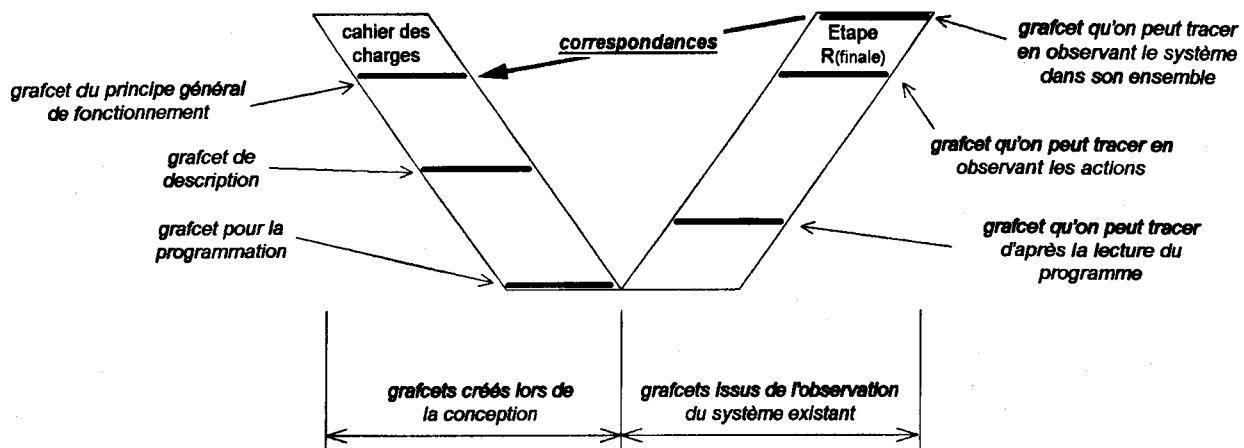 cahier des
charges
correspondances
Etape
R(finale)
grafcet qu'on peut tracer
en observant le système
dans son ensemble
grafcet du principe général
de fonctionnement
grafcet qu'on peut tracer en
observant les actions
grafcet de
description
grafcet pour la
programmation
grafcet qu'on peut tracer
d'après la lecture du
programme
grafcets créés lors de
la conception
grafcets issus de l'observation
du système existant